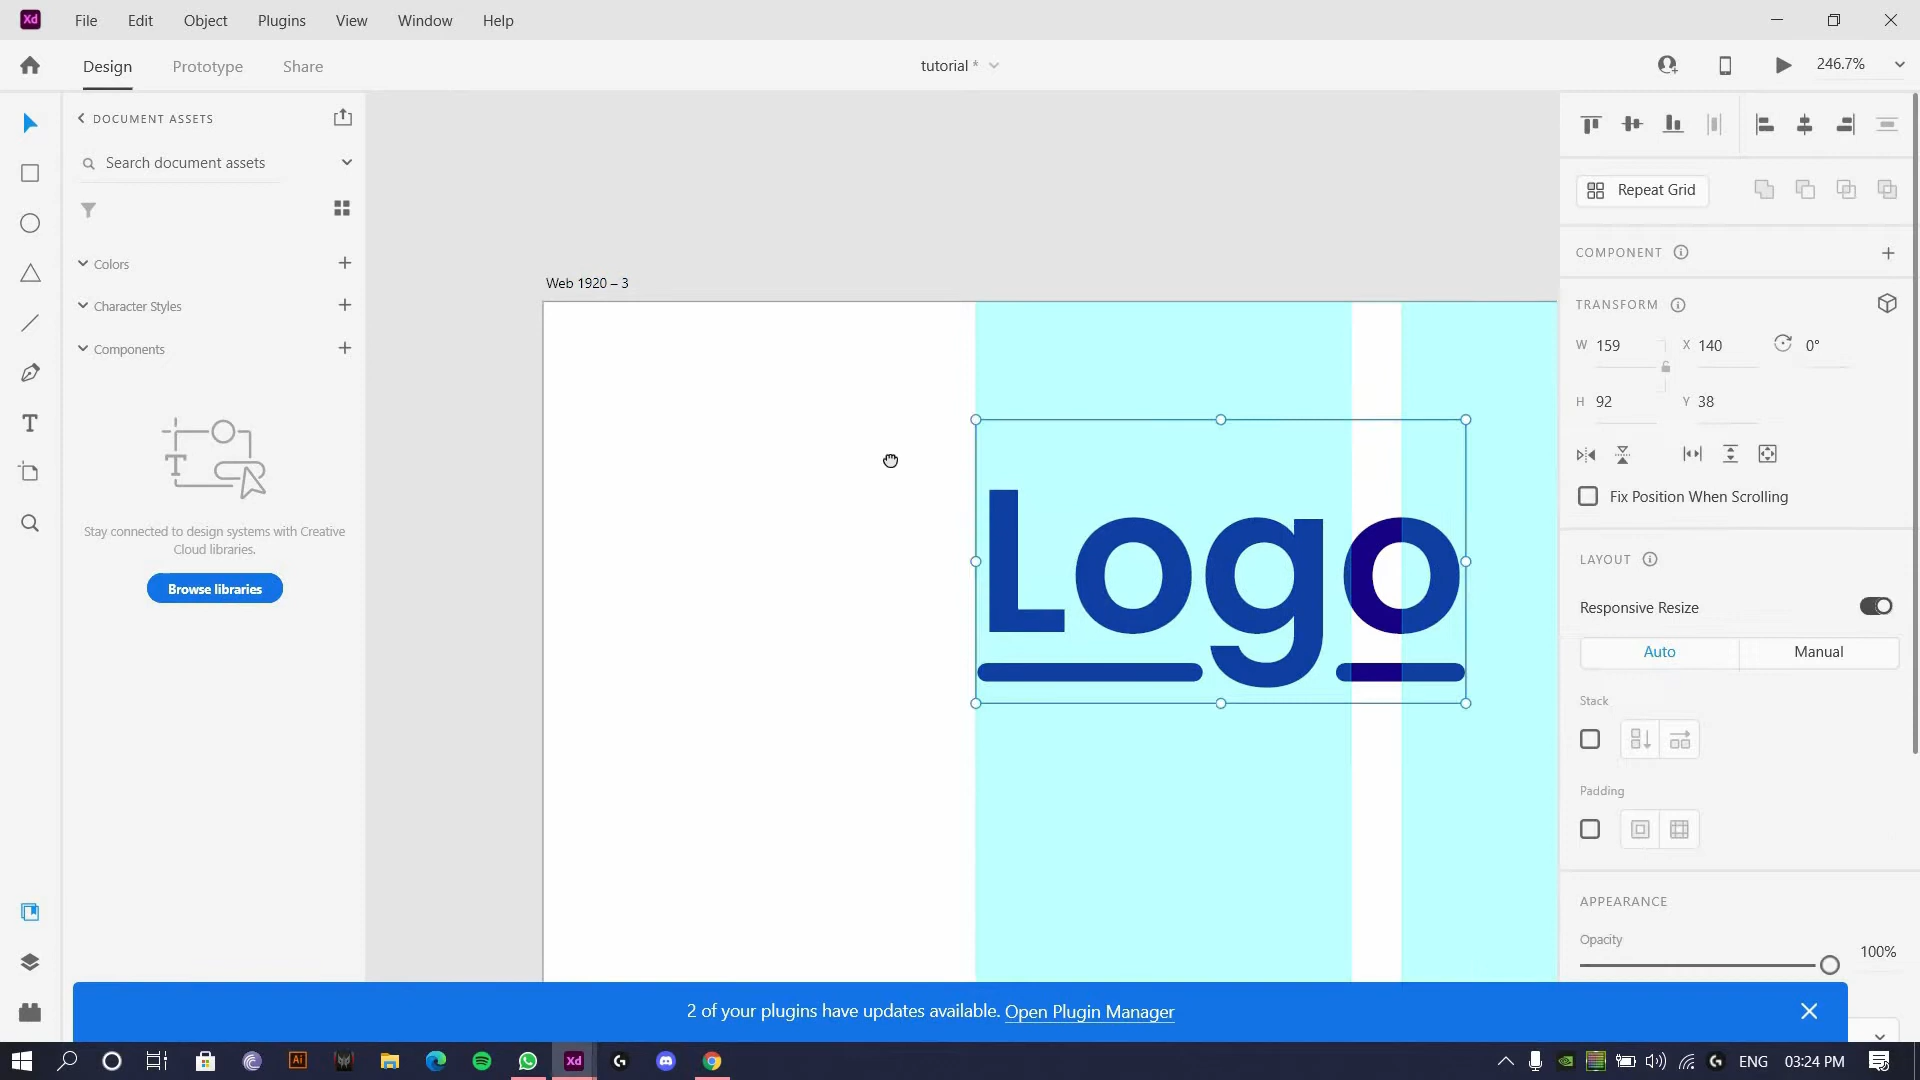 Xd File Edit Object Plugins View Window Help
Design Prototype Share tutorial * 246.7%
DOCUMENT ASSETS
Search document assets
Colors
Character Styles
Components
Stay connected to design systems with Creative
Cloud libraries.
Browse libraries
Web 1920 – 3
Logo
Repeat Grid
COMPONENT
TRANSFORM
W 159 X 140 0°
H 92 Y 38
Fix Position When Scrolling
LAYOUT
Responsive Resize
Auto Manual
Stack
Padding
APPEARANCE
Opacity
100%
2 of your plugins have updates available. Open Plugin Manager
Ai Xd ENG 03:24 PM